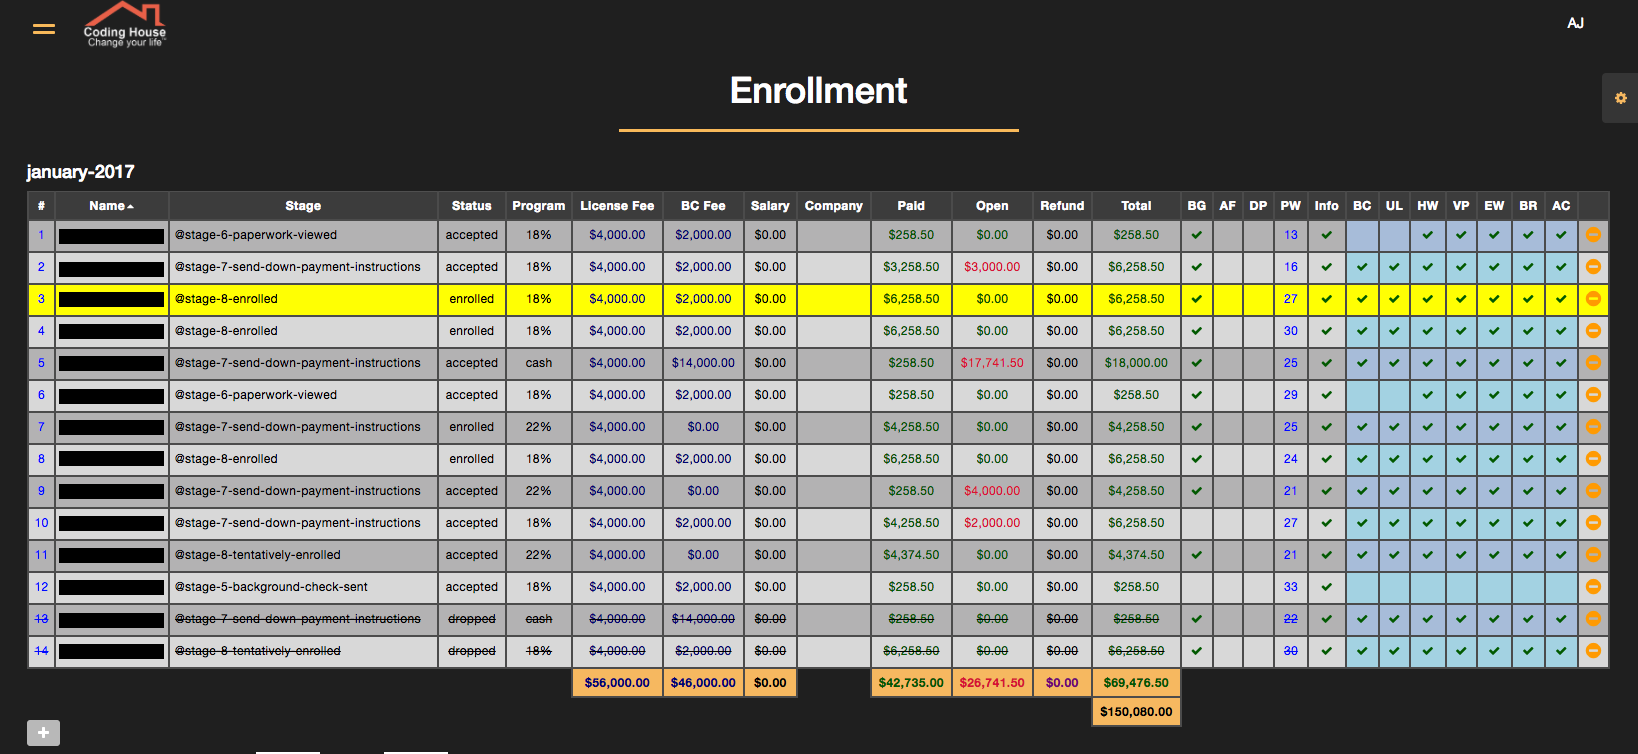 Coding House
Change your life™
AJ
Enrollment
january-2017
# Name Stage Status Program License Fee BC Fee Salary Company Paid Open Refund Total BG AF DP PW Info BC UL HW VP EW BR AC
1 @stage-6-paperwork-viewed accepted 18% $4,000.00 $2,000.00 $0.00 $258.50 $0.00 $0.00 $258.50 13
2 @stage-7-send-down-payment-instructions accepted 18% $4,000.00 $2,000.00 $0.00 $3,258.50 $3,000.00 $0.00 $6,258.50 16
3 @stage-8-enrolled enrolled 18% $4,000.00 $2,000.00 $0.00 $6,258.50 $0.00 $0.00 $6,258.50 27
4 @stage-8-enrolled enrolled 18% $4,000.00 $2,000.00 $0.00 $6,258.50 $0.00 $0.00 $6,258.50 30
5 @stage-7-send-down-payment-instructions accepted cash $4,000.00 $14,000.00 $0.00 $258.50 $17,741.50 $0.00 $18,000.00 25
6 @stage-6-paperwork-viewed accepted 18% $4,000.00 $2,000.00 $0.00 $258.50 $0.00 $0.00 $258.50 29
7 @stage-7-send-down-payment-instructions enrolled 22% $4,000.00 $0.00 $0.00 $4,258.50 $0.00 $0.00 $4,258.50 25
8 @stage-8-enrolled enrolled 18% $4,000.00 $2,000.00 $0.00 $6,258.50 $0.00 $0.00 $6,258.50 24
9 @stage-7-send-down-payment-instructions accepted 22% $4,000.00 $0.00 $0.00 $258.50 $4,000.00 $0.00 $4,258.50 21
10 @stage-7-send-down-payment-instructions accepted 18% $4,000.00 $2,000.00 $0.00 $4,258.50 $2,000.00 $0.00 $6,258.50 27
11 @stage-8-tentatively-enrolled accepted 22% $4,000.00 $0.00 $0.00 $4,374.50 $0.00 $0.00 $4,374.50 21
12 @stage-5-background-check-sent accepted 18% $4,000.00 $2,000.00 $0.00 $258.50 $0.00 $0.00 $258.50 33
13 @stage-7-send-down-payment-instructions dropped cash $4,000.00 $14,000.00 $0.00 $258.50 $0.00 $0.00 $258.50 22
14 @stage-8-tentatively-enrolled dropped 18% $4,000.00 $2,000.00 $0.00 $6,258.50 $0.00 $0.00 $6,258.50 30
$56,000.00 $46,000.00 $0.00 $42,735.00 $26,741.50 $0.00 $69,476.50
$150,080.00